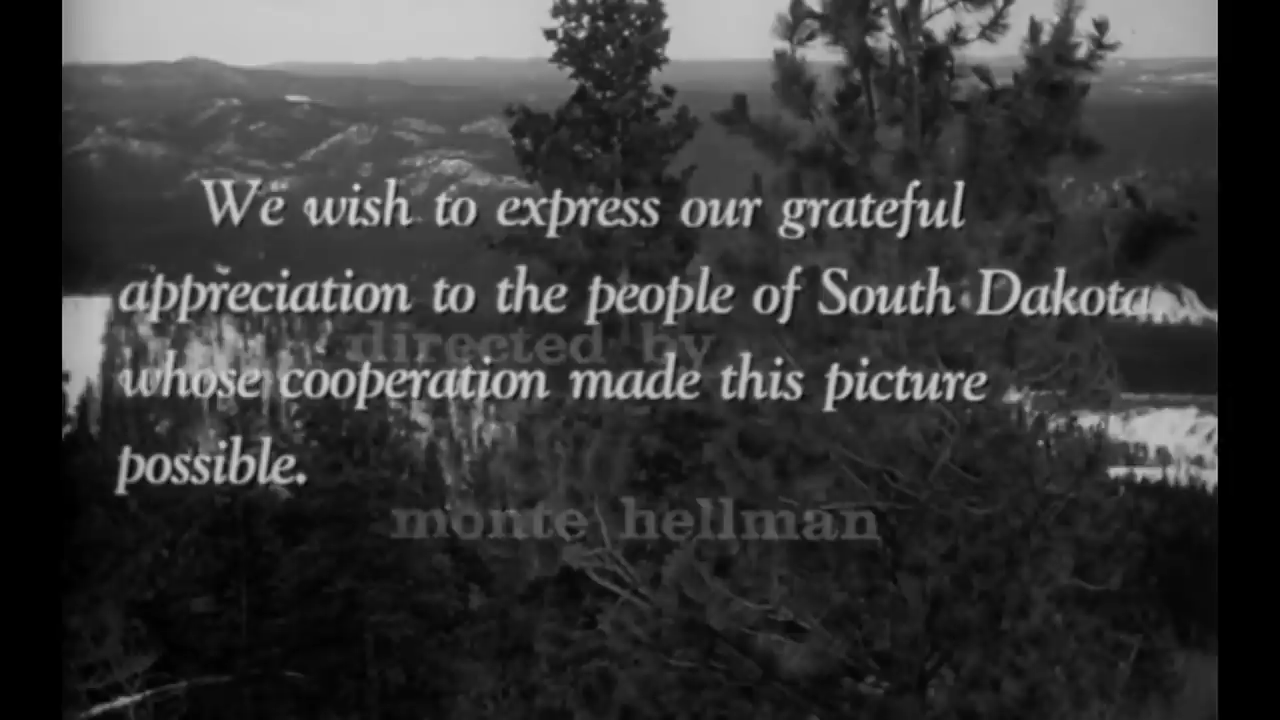 We wish to express our grateful
appreciation to the people of South Dakota
directed by
whose cooperation made this picture
possible.
monte hellman